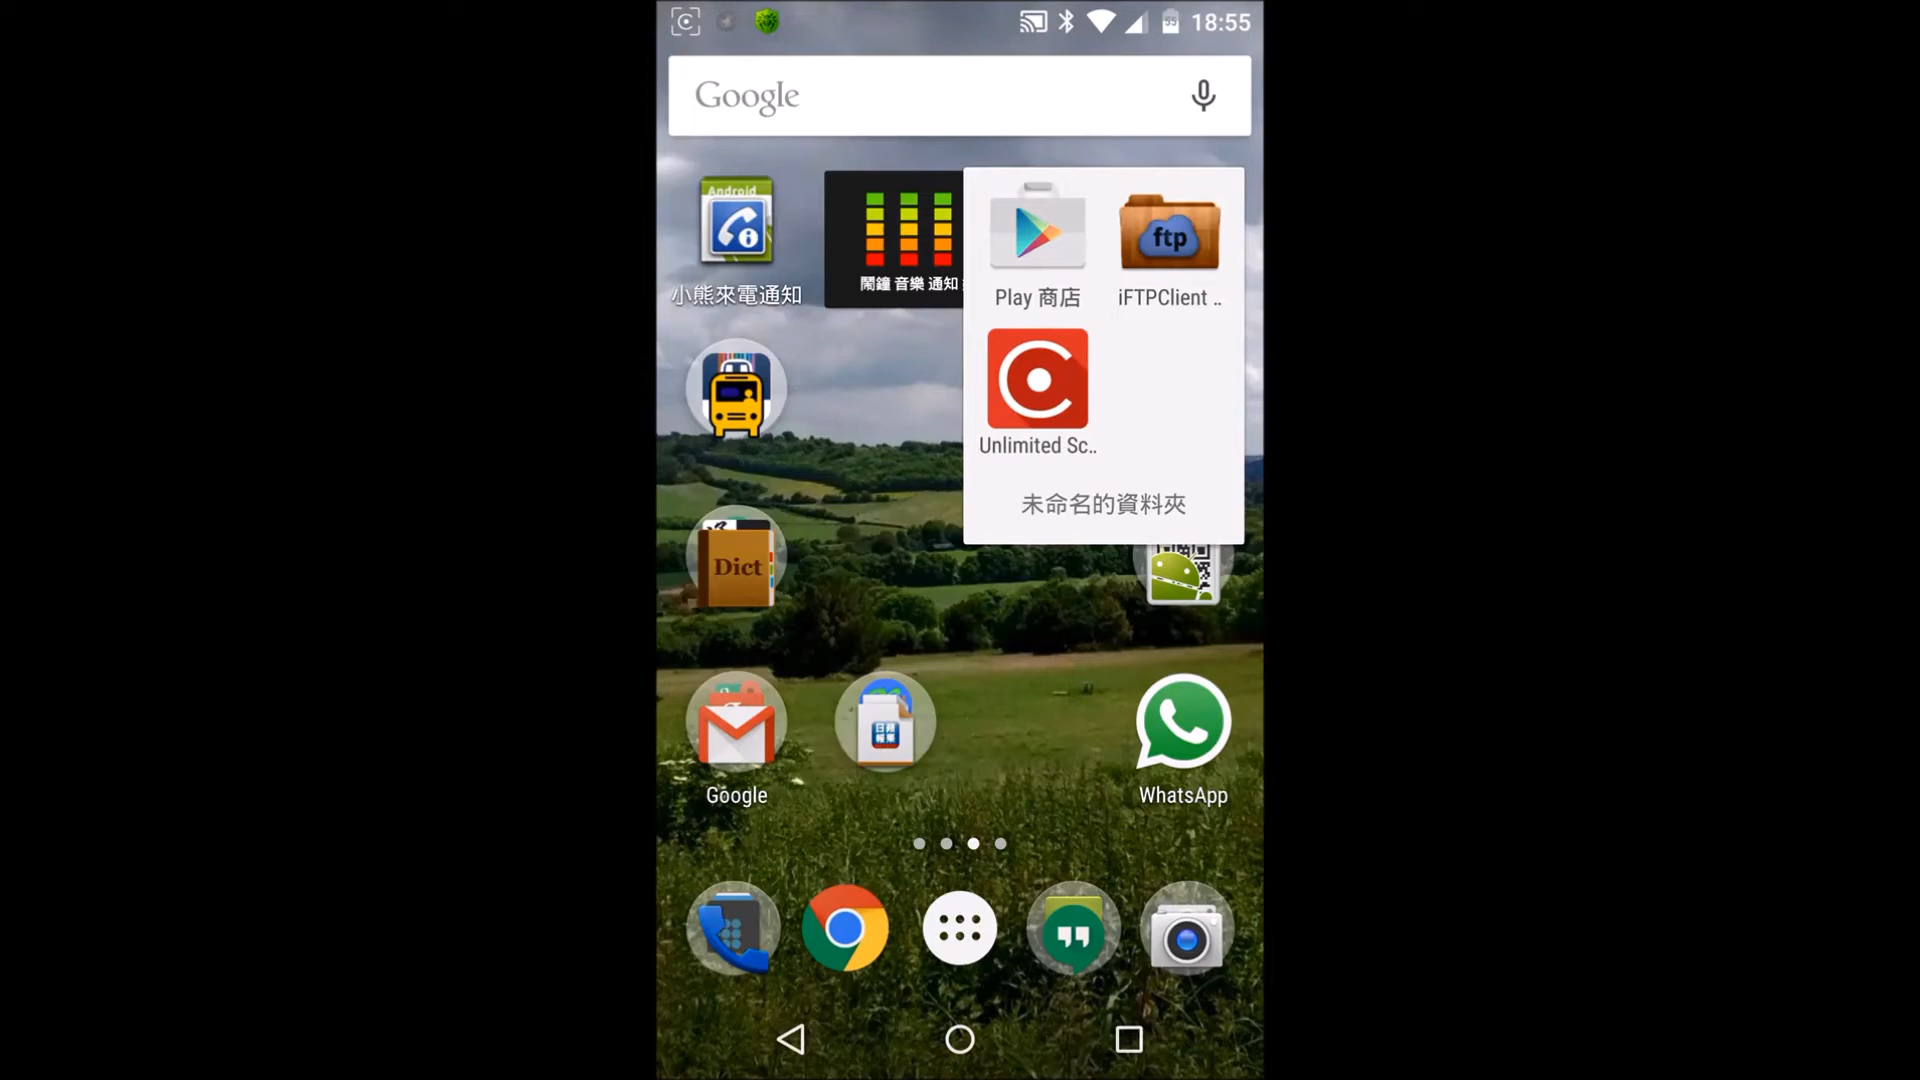 18:55
Google
Android
小熊來電通知
鬧鐘 音樂 通知
Play 商店
ftp
iFTPClient ..
Unlimited Sc..
未命名的資料夾
Dict
Google
WhatsApp